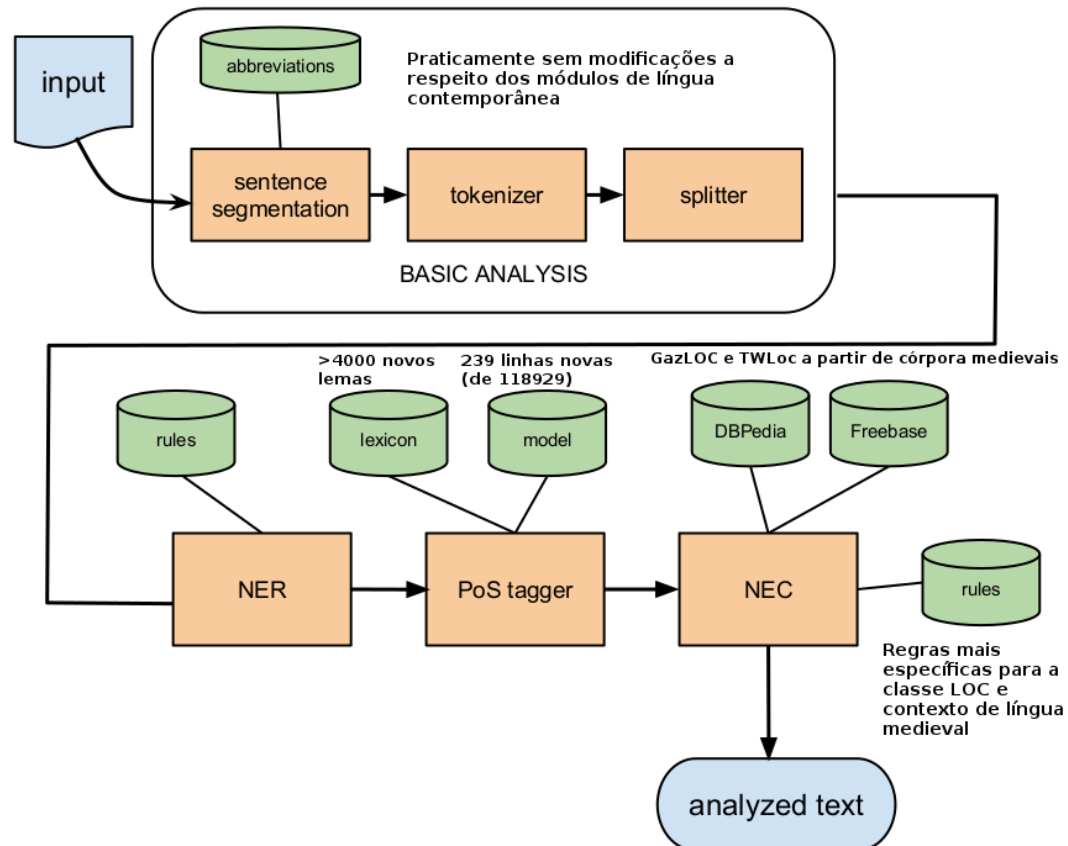 input
abbreviations
Praticamente sem modificações a
respeito dos módulos de língua
contemporânea
sentence
segmentation
tokenizer
splitter
BASIC ANALYSIS
>4000 novos
lemas
239 linhas novas
(de 118929)
GazLOC e TWLoc a partir de córpora medievais
rules
lexicon
model
DBPedia
Freebase
NER
PoS tagger
NEC
rules
Regras mais
específicas para a
classe LOC e
contexto de língua
medieval
analyzed text